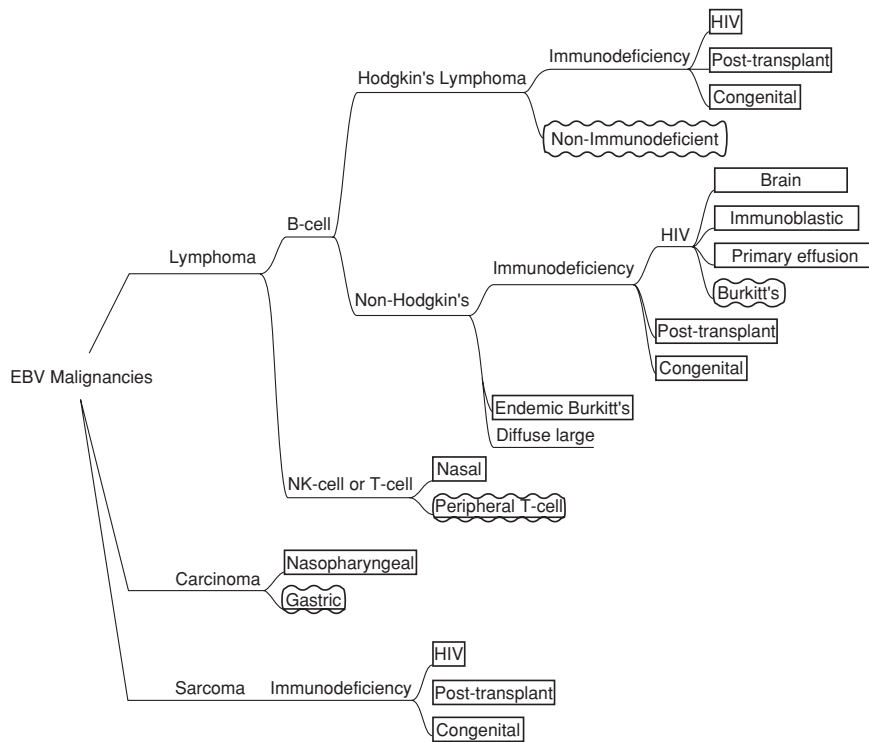 HIV
Immunodeficiency
Post-transplant
Hodgkin's Lymphoma
Congenital
Non-Immunodeficient
Brain
B-cell
Immunoblastic
HIV
Lymphoma
Primary effusion
Immunodeficiency
Burkitt's
Non-Hodgkin's
Post-transplant
Congenital
EBV Malignancies
Endemic Burkitt's
Diffuse large
Nasal
NK-cell or T-cell
Peripheral T-cell
Nasopharyngeal
Carcinoma
Gastric
HIV
Sarcoma
Immunodeficiency
Post-transplant
Congenital